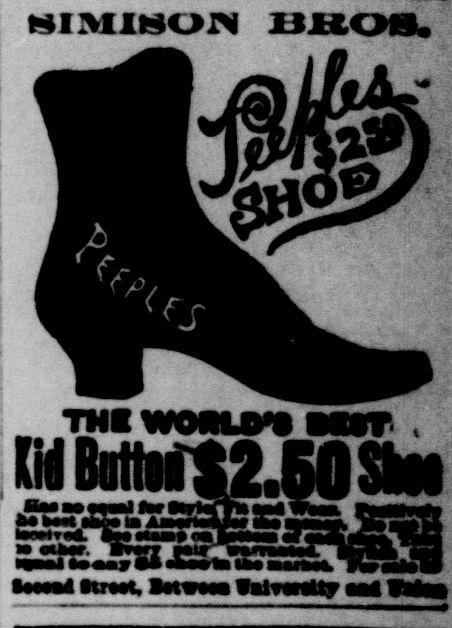 SIMISON BROS.
Peeples
$2.50
SHOE
PEEPLES
THE WORLD'S BEST
Kid Button $2.50 Shoe
Has no equal for Style, Fit and Wear. Positively
the best shoe in America for the money. Do not be
deceived. See stamp on bottom of each shoe. Take
no other. Every pair warranted. Stylish and
equal to any $5 shoe in the market. For sale by
Second Street, Between University and Union